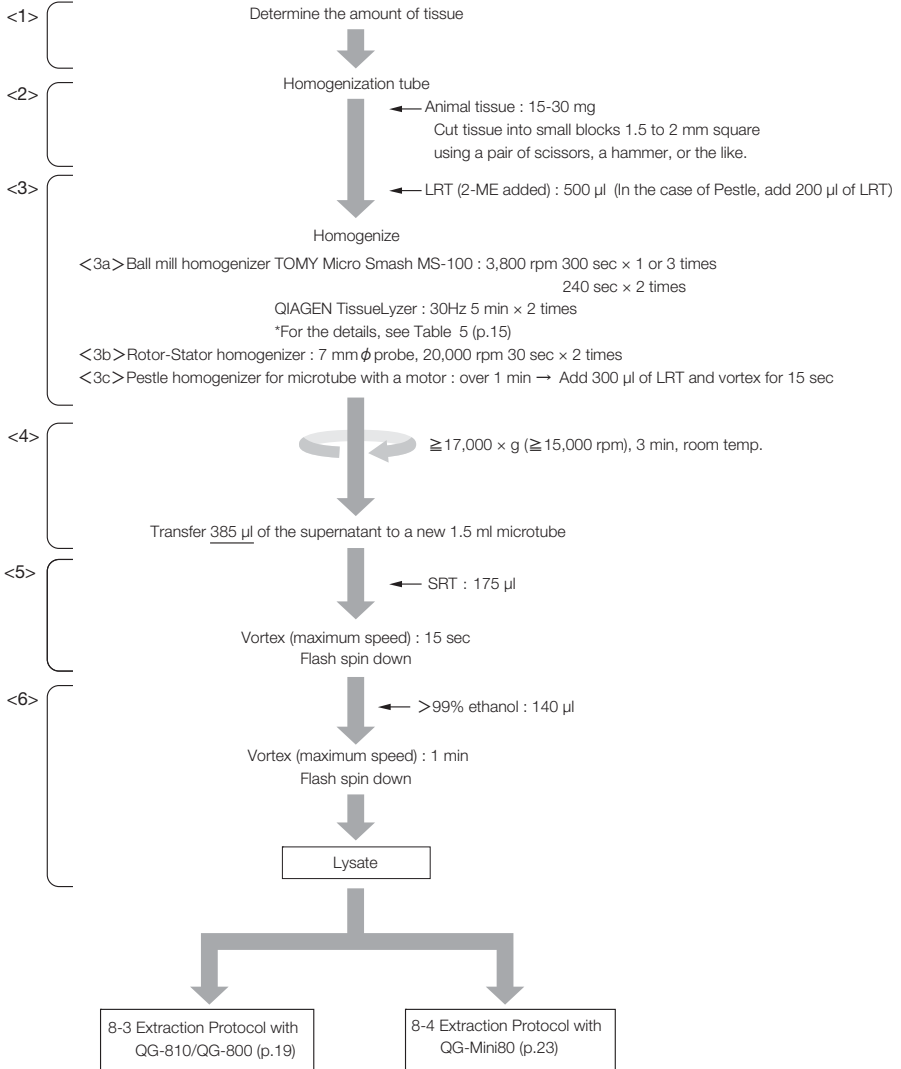 <1>
Determine the amount of tissue
<2>
Homogenization tube
Animal tissue : 15-30 mg
Cut tissue into small blocks 1.5 to 2 mm square
using a pair of scissors, a hammer, or the like.
<3>
LRT (2-ME added) : 500 µl (In the case of Pestle, add 200 µl of LRT)
Homogenize
<3a> Ball mill homogenizer TOMY Micro Smash MS-100 : 3,800 rpm 300 sec × 1 or 3 times
240 sec × 2 times
QIAGEN TissueLyzer : 30Hz 5 min × 2 times
*For the details, see Table 5 (p.15)
<3b> Rotor-Stator homogenizer : 7 mm ϕ probe, 20,000 rpm 30 sec × 2 times
<3c> Pestle homogenizer for microtube with a motor : over 1 min → Add 300 µl of LRT and vortex for 15 sec
<4>
≧17,000 × g (≧15,000 rpm), 3 min, room temp.
Transfer 385 µl of the supernatant to a new 1.5 ml microtube
<5>
SRT : 175 µl
Vortex (maximum speed) : 15 sec
Flash spin down
<6>
>99% ethanol : 140 µl
Vortex (maximum speed) : 1 min
Flash spin down
Lysate
8-3 Extraction Protocol with
QG-810/QG-800 (p.19)
8-4 Extraction Protocol with
QG-Mini80 (p.23)